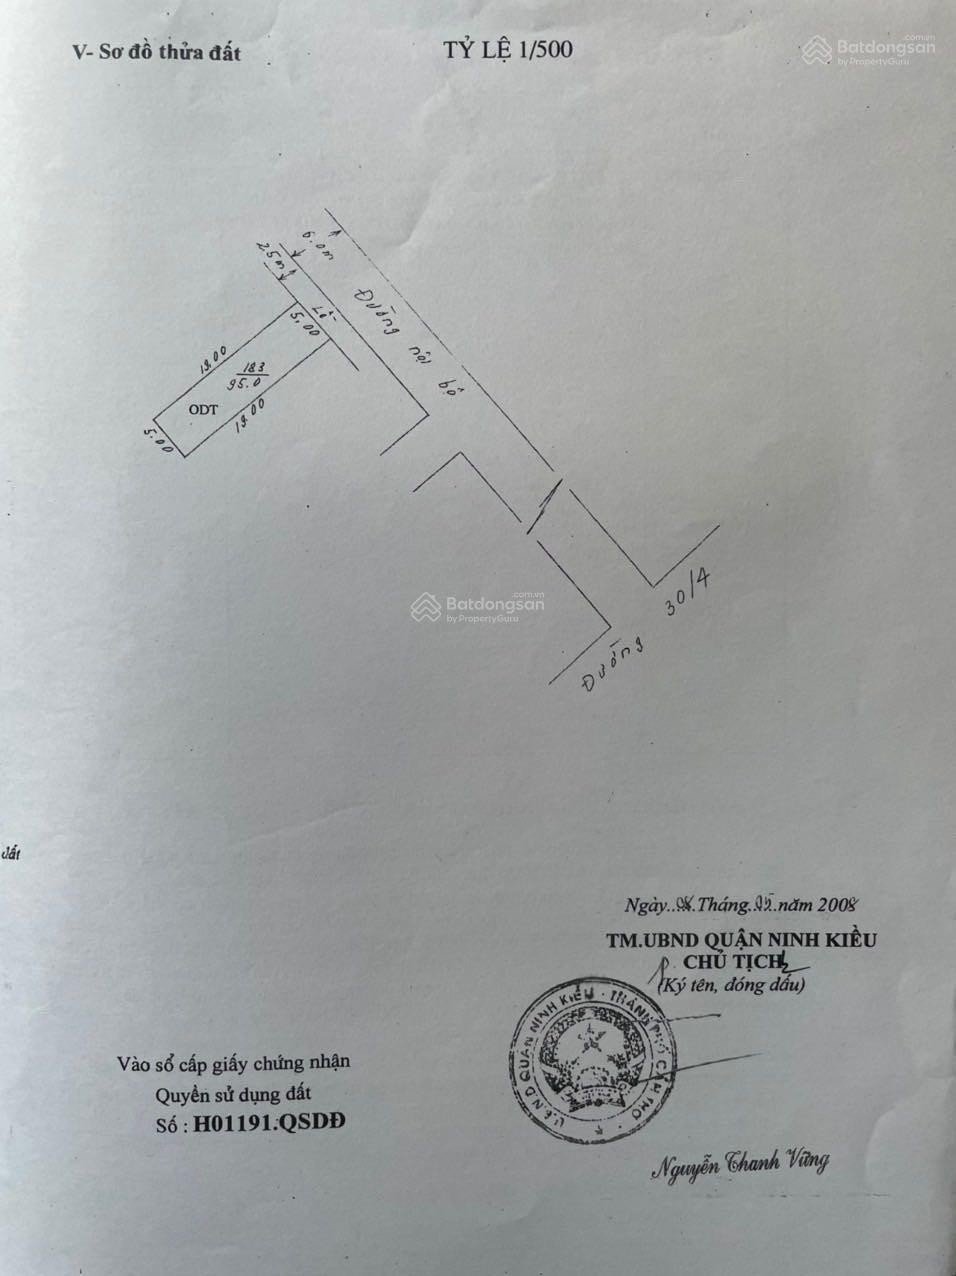 V- Sơ đồ thửa đất
TỶ LỆ 1/500
Batdongsan.com.vn
by PropertyGuru
6.0m
2.5m
Lề
Đường nội bộ
5.00
19.00
183
95.0
ODT
19.00
5.00
Batdongsan.com.vn
by PropertyGuru
Đường 30/4
đất
Ngày Tháng năm 2008
TM.UBND QUẬN NINH KIỀU
CHỦ TỊCH
(Ký tên, đóng dấu)
U.B.N.D QUẬN NINH KIỀU - THÀNH PHỐ CẦN THƠ
Vào sổ cấp giấy chứng nhận
Quyền sử dụng đất
Số : H01191.QSDĐ
Nguyễn Thanh Vững